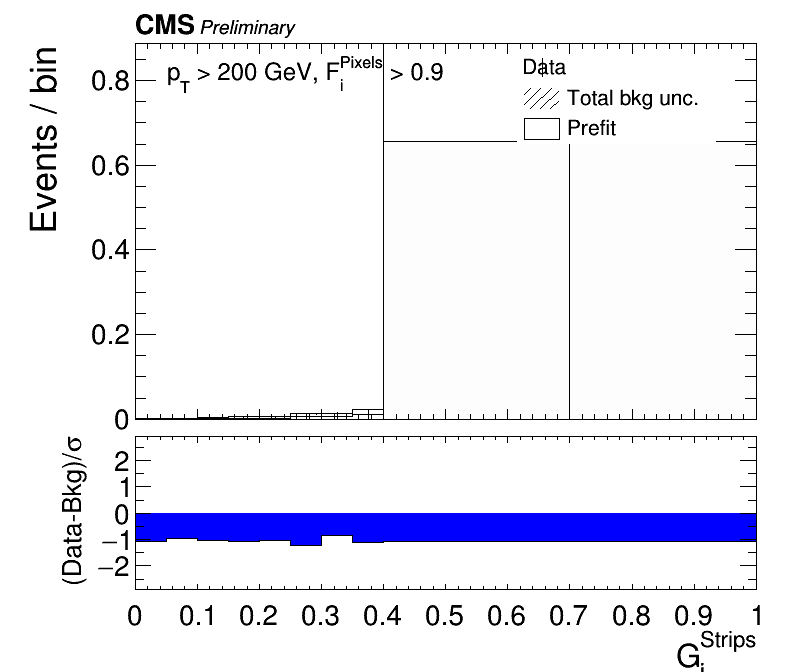 CMS Preliminary
p_T > 200 GeV, F_i^Pixels > 0.9
Data
Total bkg unc.
Prefit
Events / bin
0.8
0.6
0.4
0.2
0
(Data-Bkg)/σ
2
1
0
−1
−2
0 0.1 0.2 0.3 0.4 0.5 0.6 0.7 0.8 0.9 1
G_i^Strips